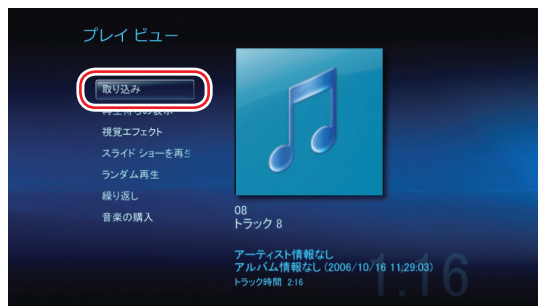 プレイ ビュー
取り込み
再生待ちの表示
視覚エフェクト
スライド ショーを再生
ランダム再生
繰り返し
音楽の購入
08
トラック 8
アーティスト情報なし
アルバム情報なし (2006/10/16 11:29:03)
トラック時間 2:16
1:16